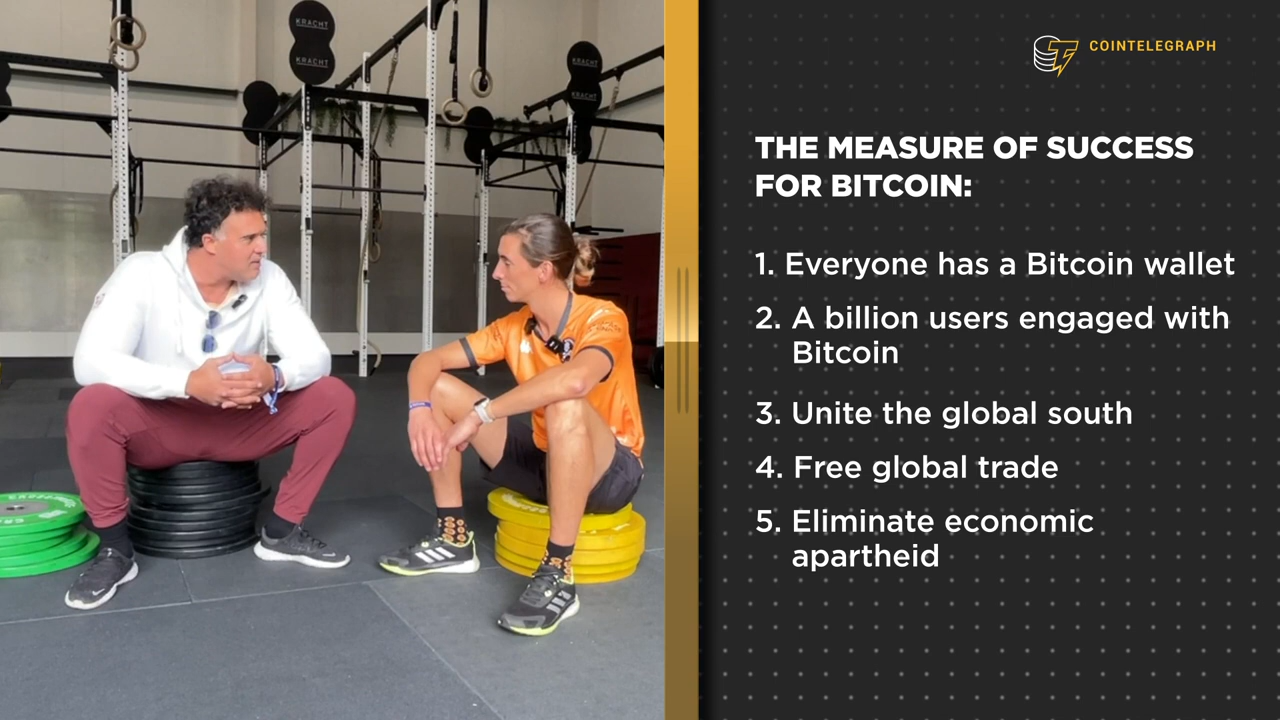 KRACHT
KRACHT
KRACHT
KRACHT
COINTELEGRAPH
THE MEASURE OF SUCCESS
FOR BITCOIN:
1. Everyone has a Bitcoin wallet
2. A billion users engaged with
Bitcoin
3. Unite the global south
4. Free global trade
5. Eliminate economic
apartheid